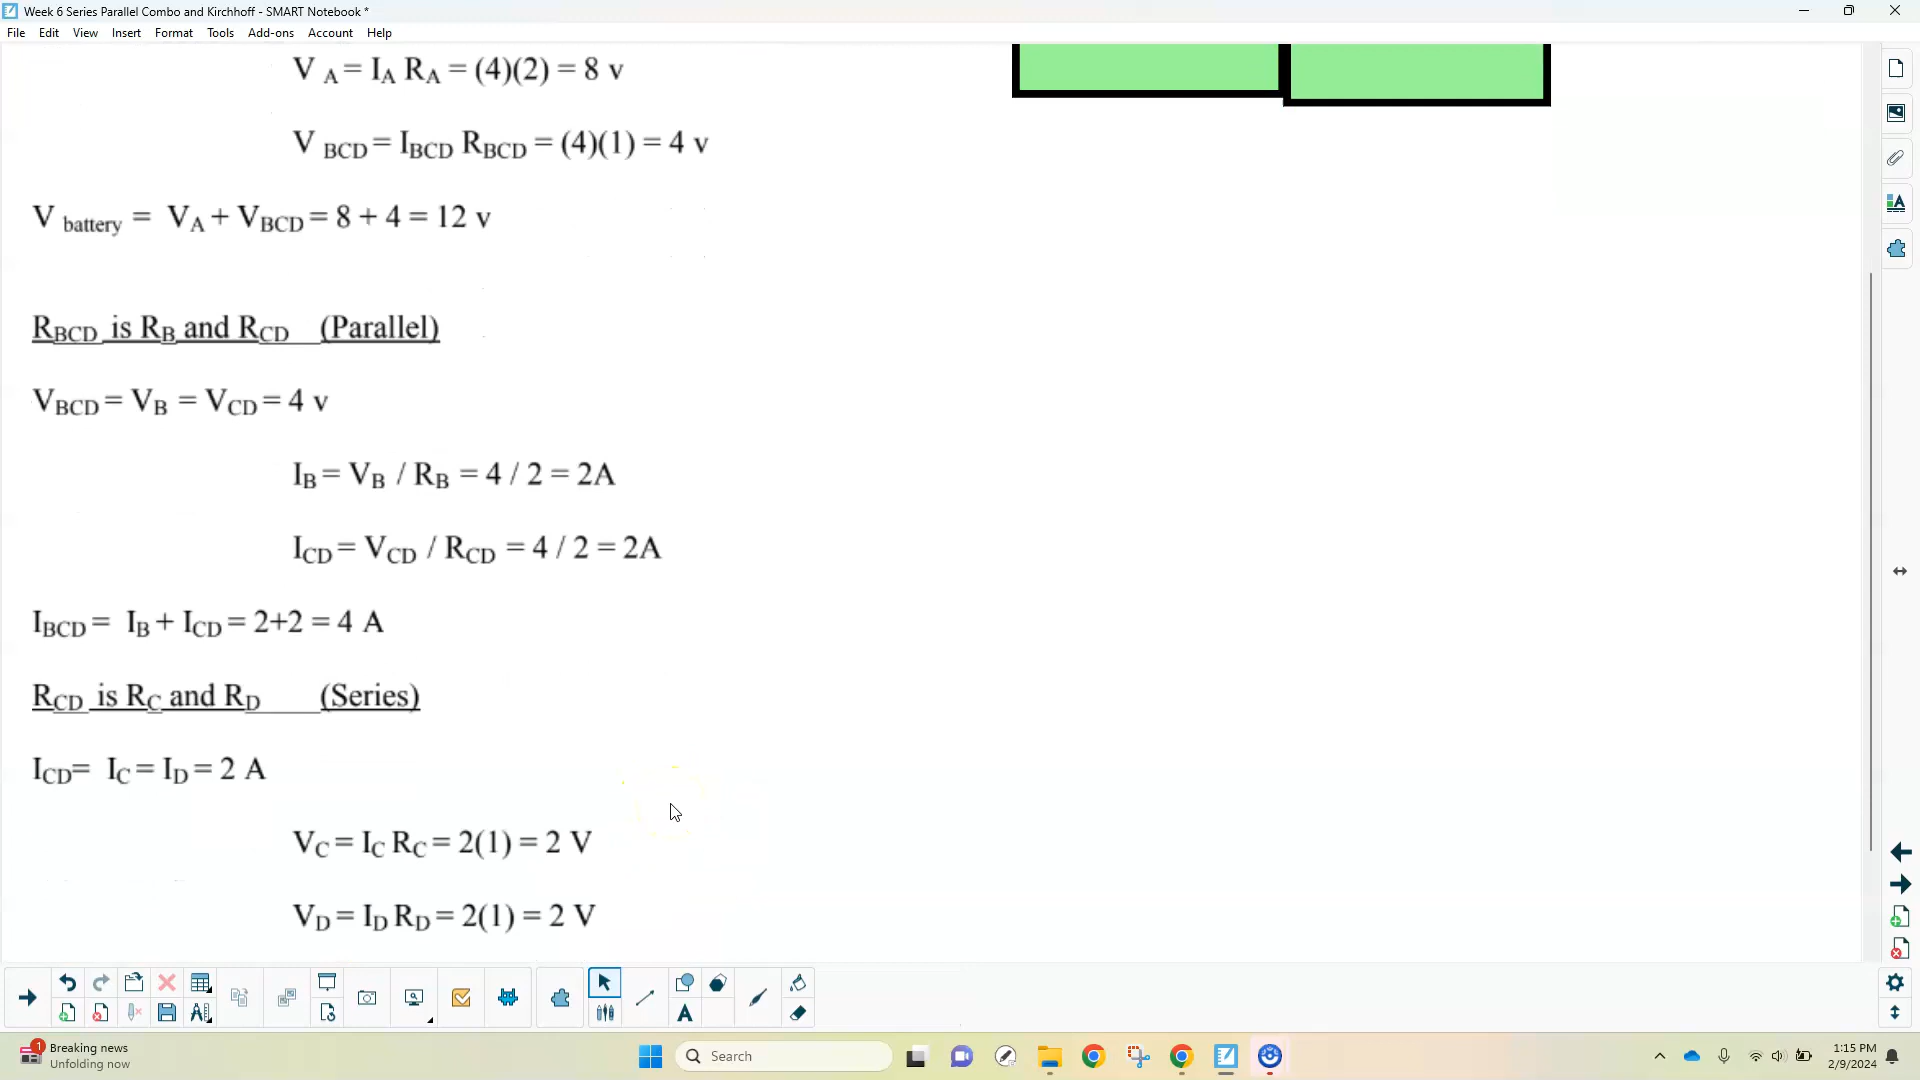 Week 6 Series Parallel Combo and Kirchhoff - SMART Notebook *
File Edit View Insert Format Tools Add-ons Account Help
V A = IA RA = (4)(2) = 8 v
V BCD = IBCD RBCD = (4)(1) = 4 v
V battery = VA + VBCD = 8 + 4 = 12 v
RBCD is RB and RCD (Parallel)
VBCD = VB = VCD = 4 v
IB = VB / RB = 4 / 2 = 2A
ICD = VCD / RCD = 4 / 2 = 2A
IBCD = IB + ICD = 2+2 = 4 A
RCD is RC and RD (Series)
ICD= IC = ID = 2 A
VC = IC RC = 2(1) = 2 V
VD = ID RD = 2(1) = 2 V
A
1 Breaking news
Unfolding now
Search
1:15 PM
2/9/2024